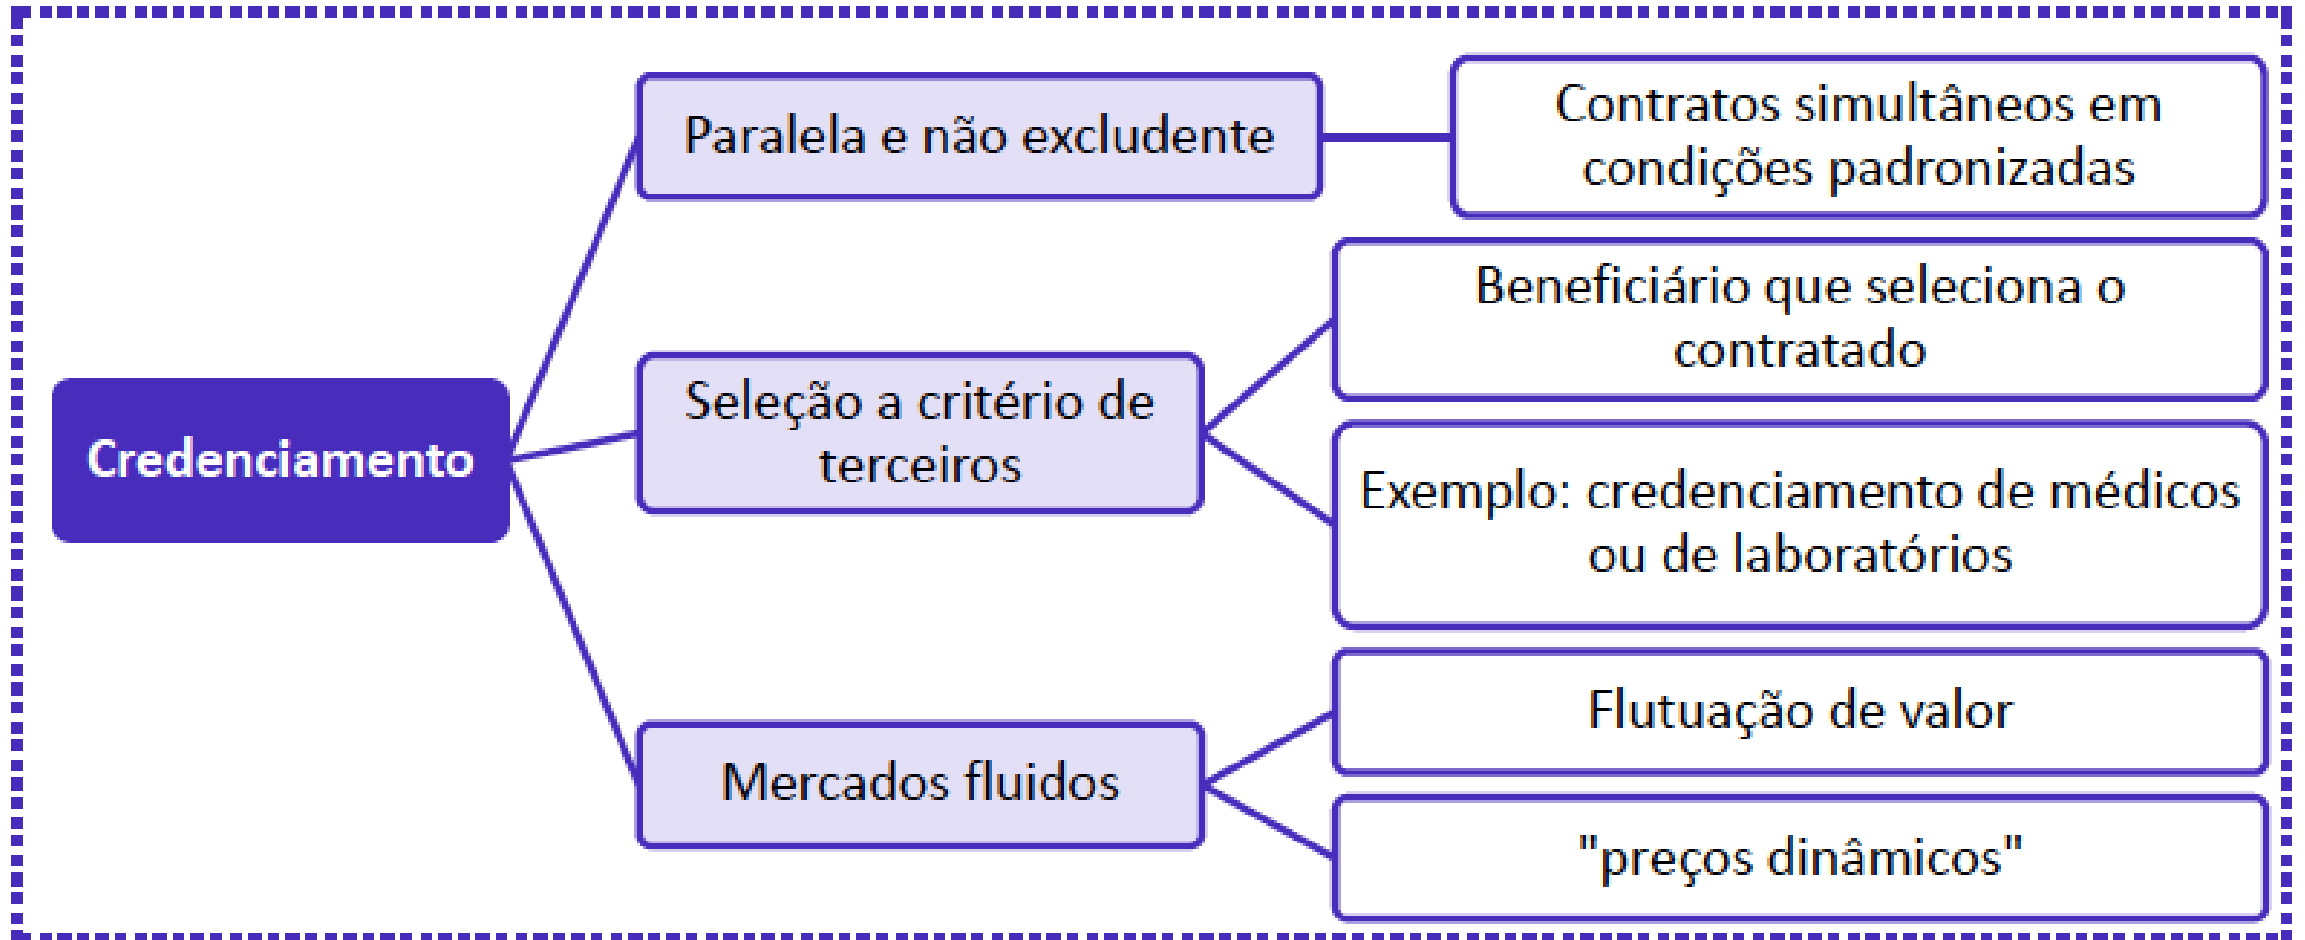 Credenciamento
Paralela e não excludente
Contratos simultâneos em
condições padronizadas
Seleção a critério de
terceiros
Beneficiário que seleciona o
contratado
Exemplo: credenciamento de médicos
ou de laboratórios
Mercados fluidos
Flutuação de valor
"preços dinâmicos"